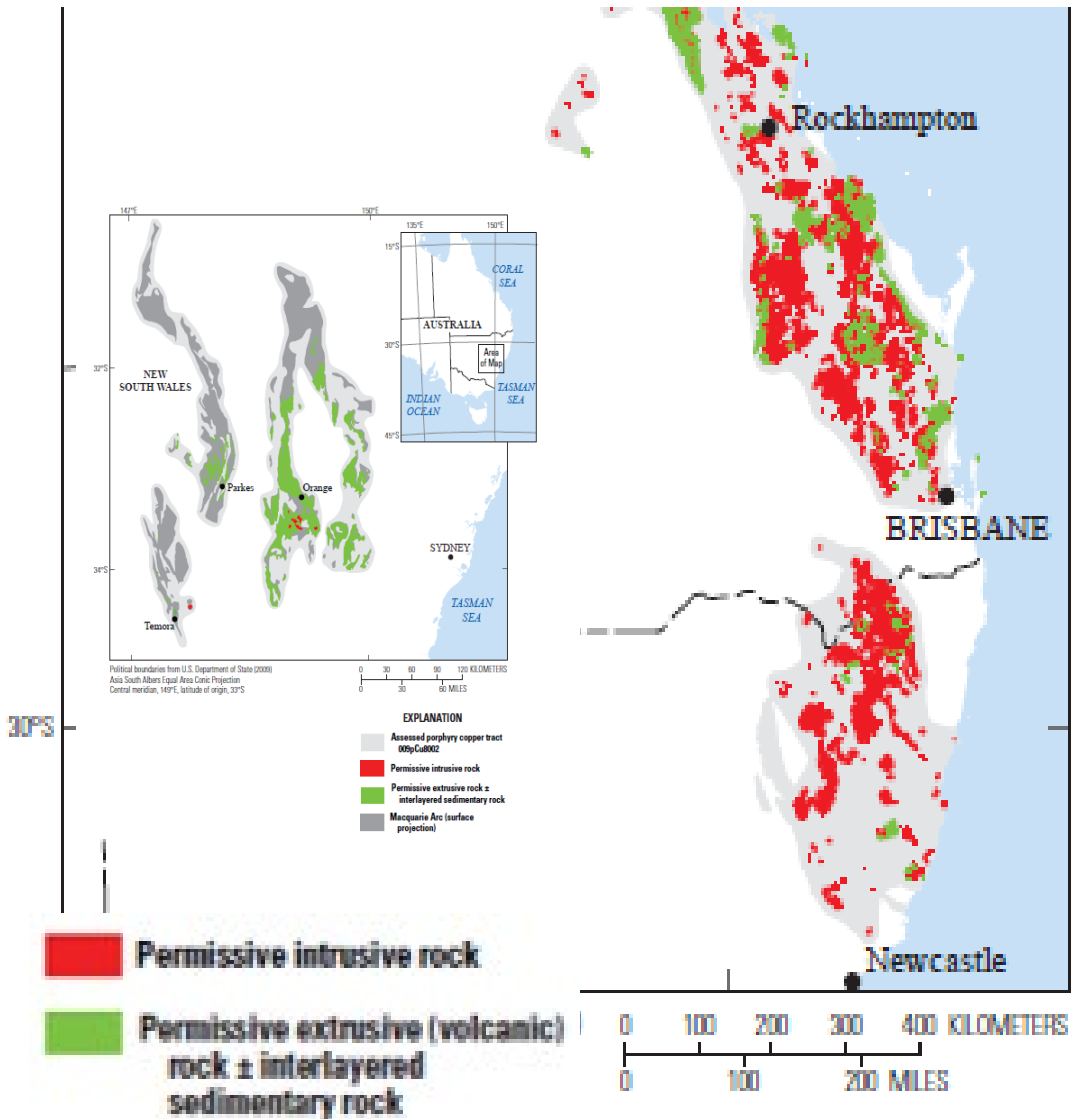 Rockhampton
BRISBANE
Newcastle
30°S
147°E
150°E
32°S
34°S
NEW
SOUTH WALES
Parkes
Orange
Temora
SYDNEY
TASMAN
SEA
135°E
150°E
15°S
30°S
45°S
CORAL
SEA
AUSTRALIA
Area
of Map
INDIAN
OCEAN
TASMAN
SEA
Political boundaries from U.S. Department of State (2009)
Asia South Albers Equal Area Conic Projection
Central meridian, 149°E, latitude of origin, 33°S
0 30 60 90 120 KILOMETERS
0 30 60 MILES
EXPLANATION
Assessed porphyry copper tract
009pCu8002
Permissive intrusive rock
Permissive extrusive rock ±
interlayered sedimentary rock
Macquarie Arc (surface
projection)
Permissive intrusive rock
Permissive extrusive (volcanic)
rock ± interlayered
sedimentary rock
0 100 200 300 400 KILOMETERS
0 100 200 MILES